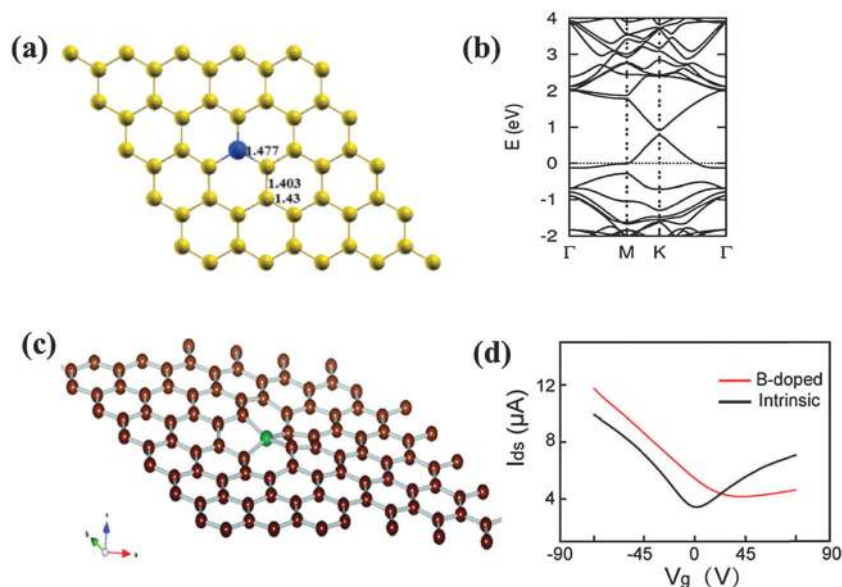 (a)
1.477
1.403
1.43
(b)
E (eV)
4
3
2
1
0
-1
-2
Γ M K Γ
(c)
(d)
Ids (μA)
12
8
4
B-doped
Intrinsic
-90 -45 0 45 90
Vg (V)